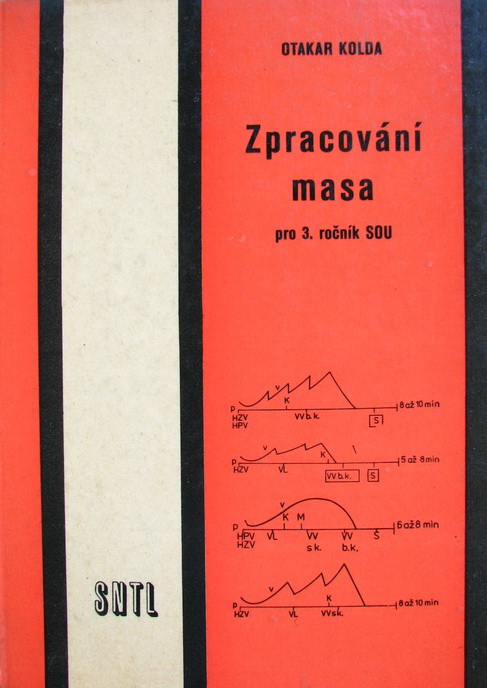 OTAKAR KOLDA
Zpracování
masa
pro 3. ročník SOU
v
K
p
8 až 10 min
HZV
VV b.k.
S
HPV
v
K
p
5 až 8 min
HZV
VL
VV b.k.
S
v
K M
p
6 až 8 min
HPV
VL
VV
VV
Š
HZV
s k.
b.k.
v
K
p
8 až 10 min
HZV
VL
VV sk.
SNTL